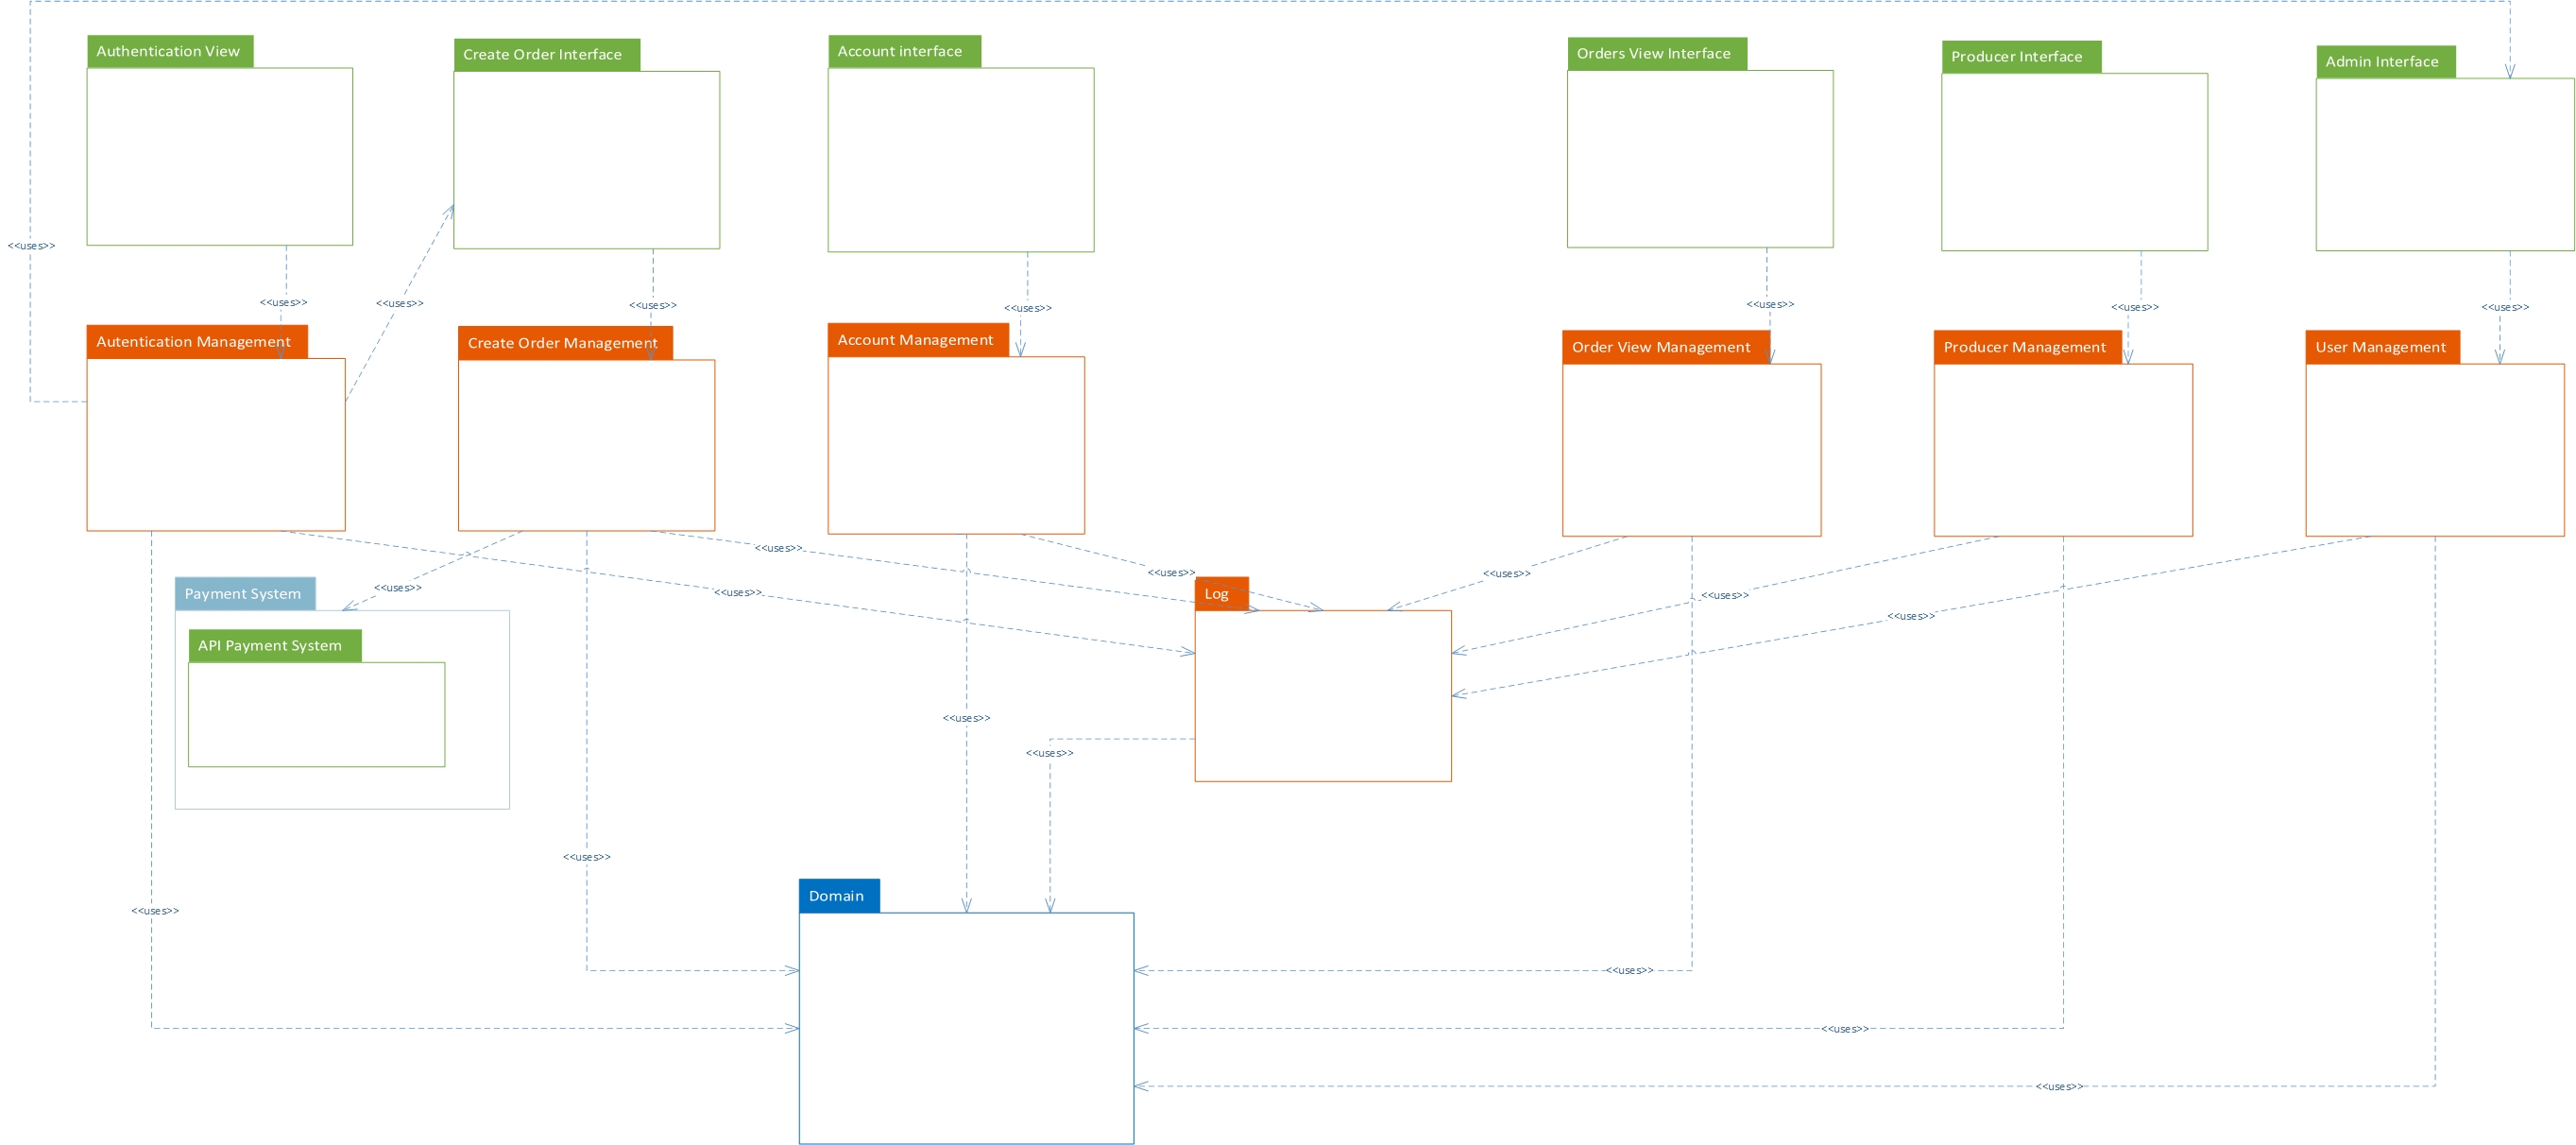 Authentication View
Create Order Interface
Account interface
Orders View Interface
Producer Interface
Admin Interface
<<uses>>
<<uses>>
<<uses>>
<<uses>>
<<uses>>
<<uses>>
<<uses>>
<<uses>>
Autentication Management
Create Order Management
Account Management
Order View Management
Producer Management
User Management
<<uses>>
<<uses>>
<<uses>>
<<uses>>
<<uses>>
<<uses>>
<<uses>>
Payment System
Log
API Payment System
<<uses>>
<<uses>>
<<uses>>
<<uses>>
Domain
<<uses>>
<<uses>>
<<uses>>